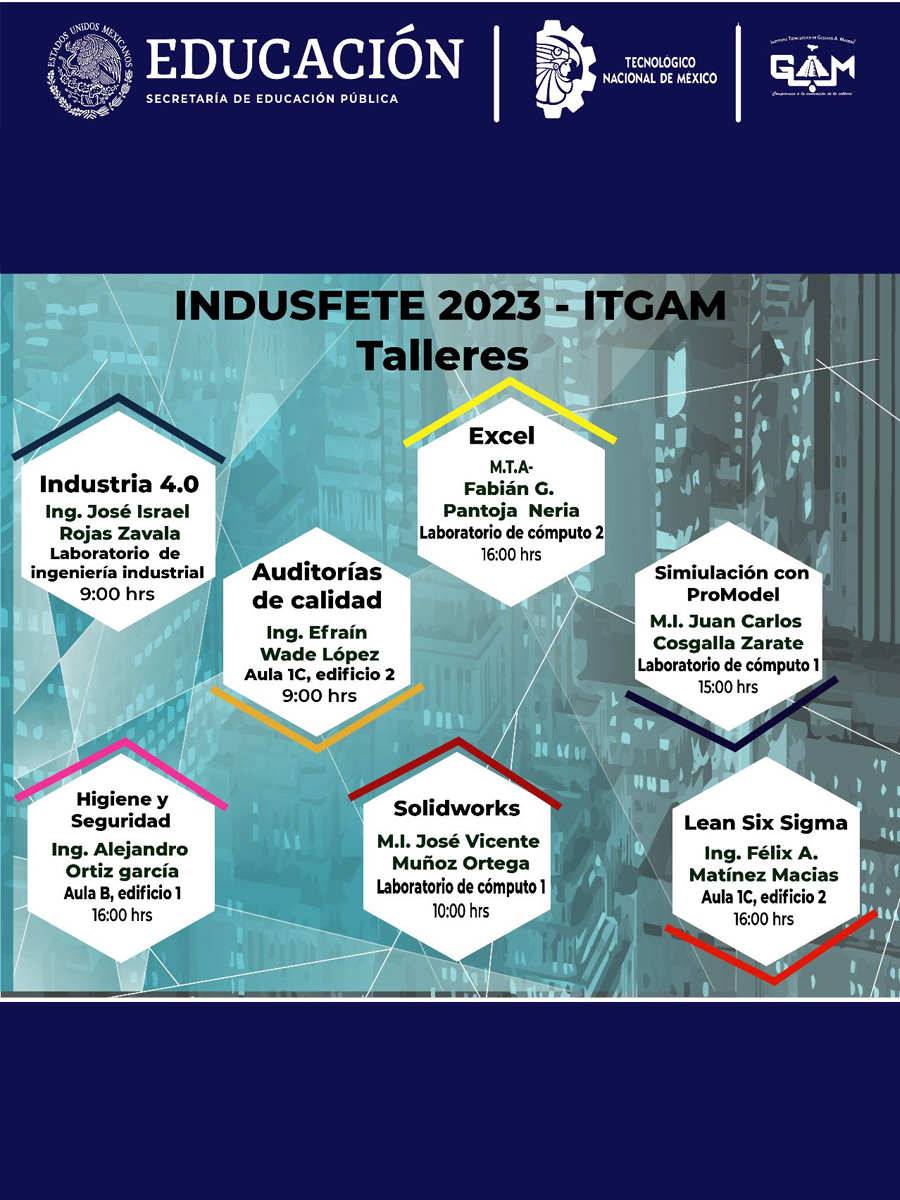 ESTADOS UNIDOS MEXICANOS
EDUCACIÓN
SECRETARÍA DE EDUCACIÓN PÚBLICA
TECNOLÓGICO
NACIONAL DE MÉXICO
GAM
INDUSFETE 2023 - ITGAM
Talleres
Industria 4.0
Ing. José Israel
Rojas Zavala
Laboratorio de
ingeniería industrial
9:00 hrs
Auditorías
de calidad
Ing. Efraín
Wade López
Aula 1C, edificio 2
9:00 hrs
Excel
M.T.A-
Fabián G.
Pantoja Neria
Laboratorio de cómputo 2
16:00 hrs
Simiulación con
ProModel
M.I. Juan Carlos
Cosgalla Zarate
Laboratorio de cómputo 1
15:00 hrs
Higiene y
Seguridad
Ing. Alejandro
Ortiz garcía
Aula B, edificio 1
16:00 hrs
Solidworks
M.I. José Vicente
Muñoz Ortega
Laboratorio de cómputo 1
10:00 hrs
Lean Six Sigma
Ing. Félix A.
Matínez Macias
Aula 1C, edificio 2
16:00 hrs